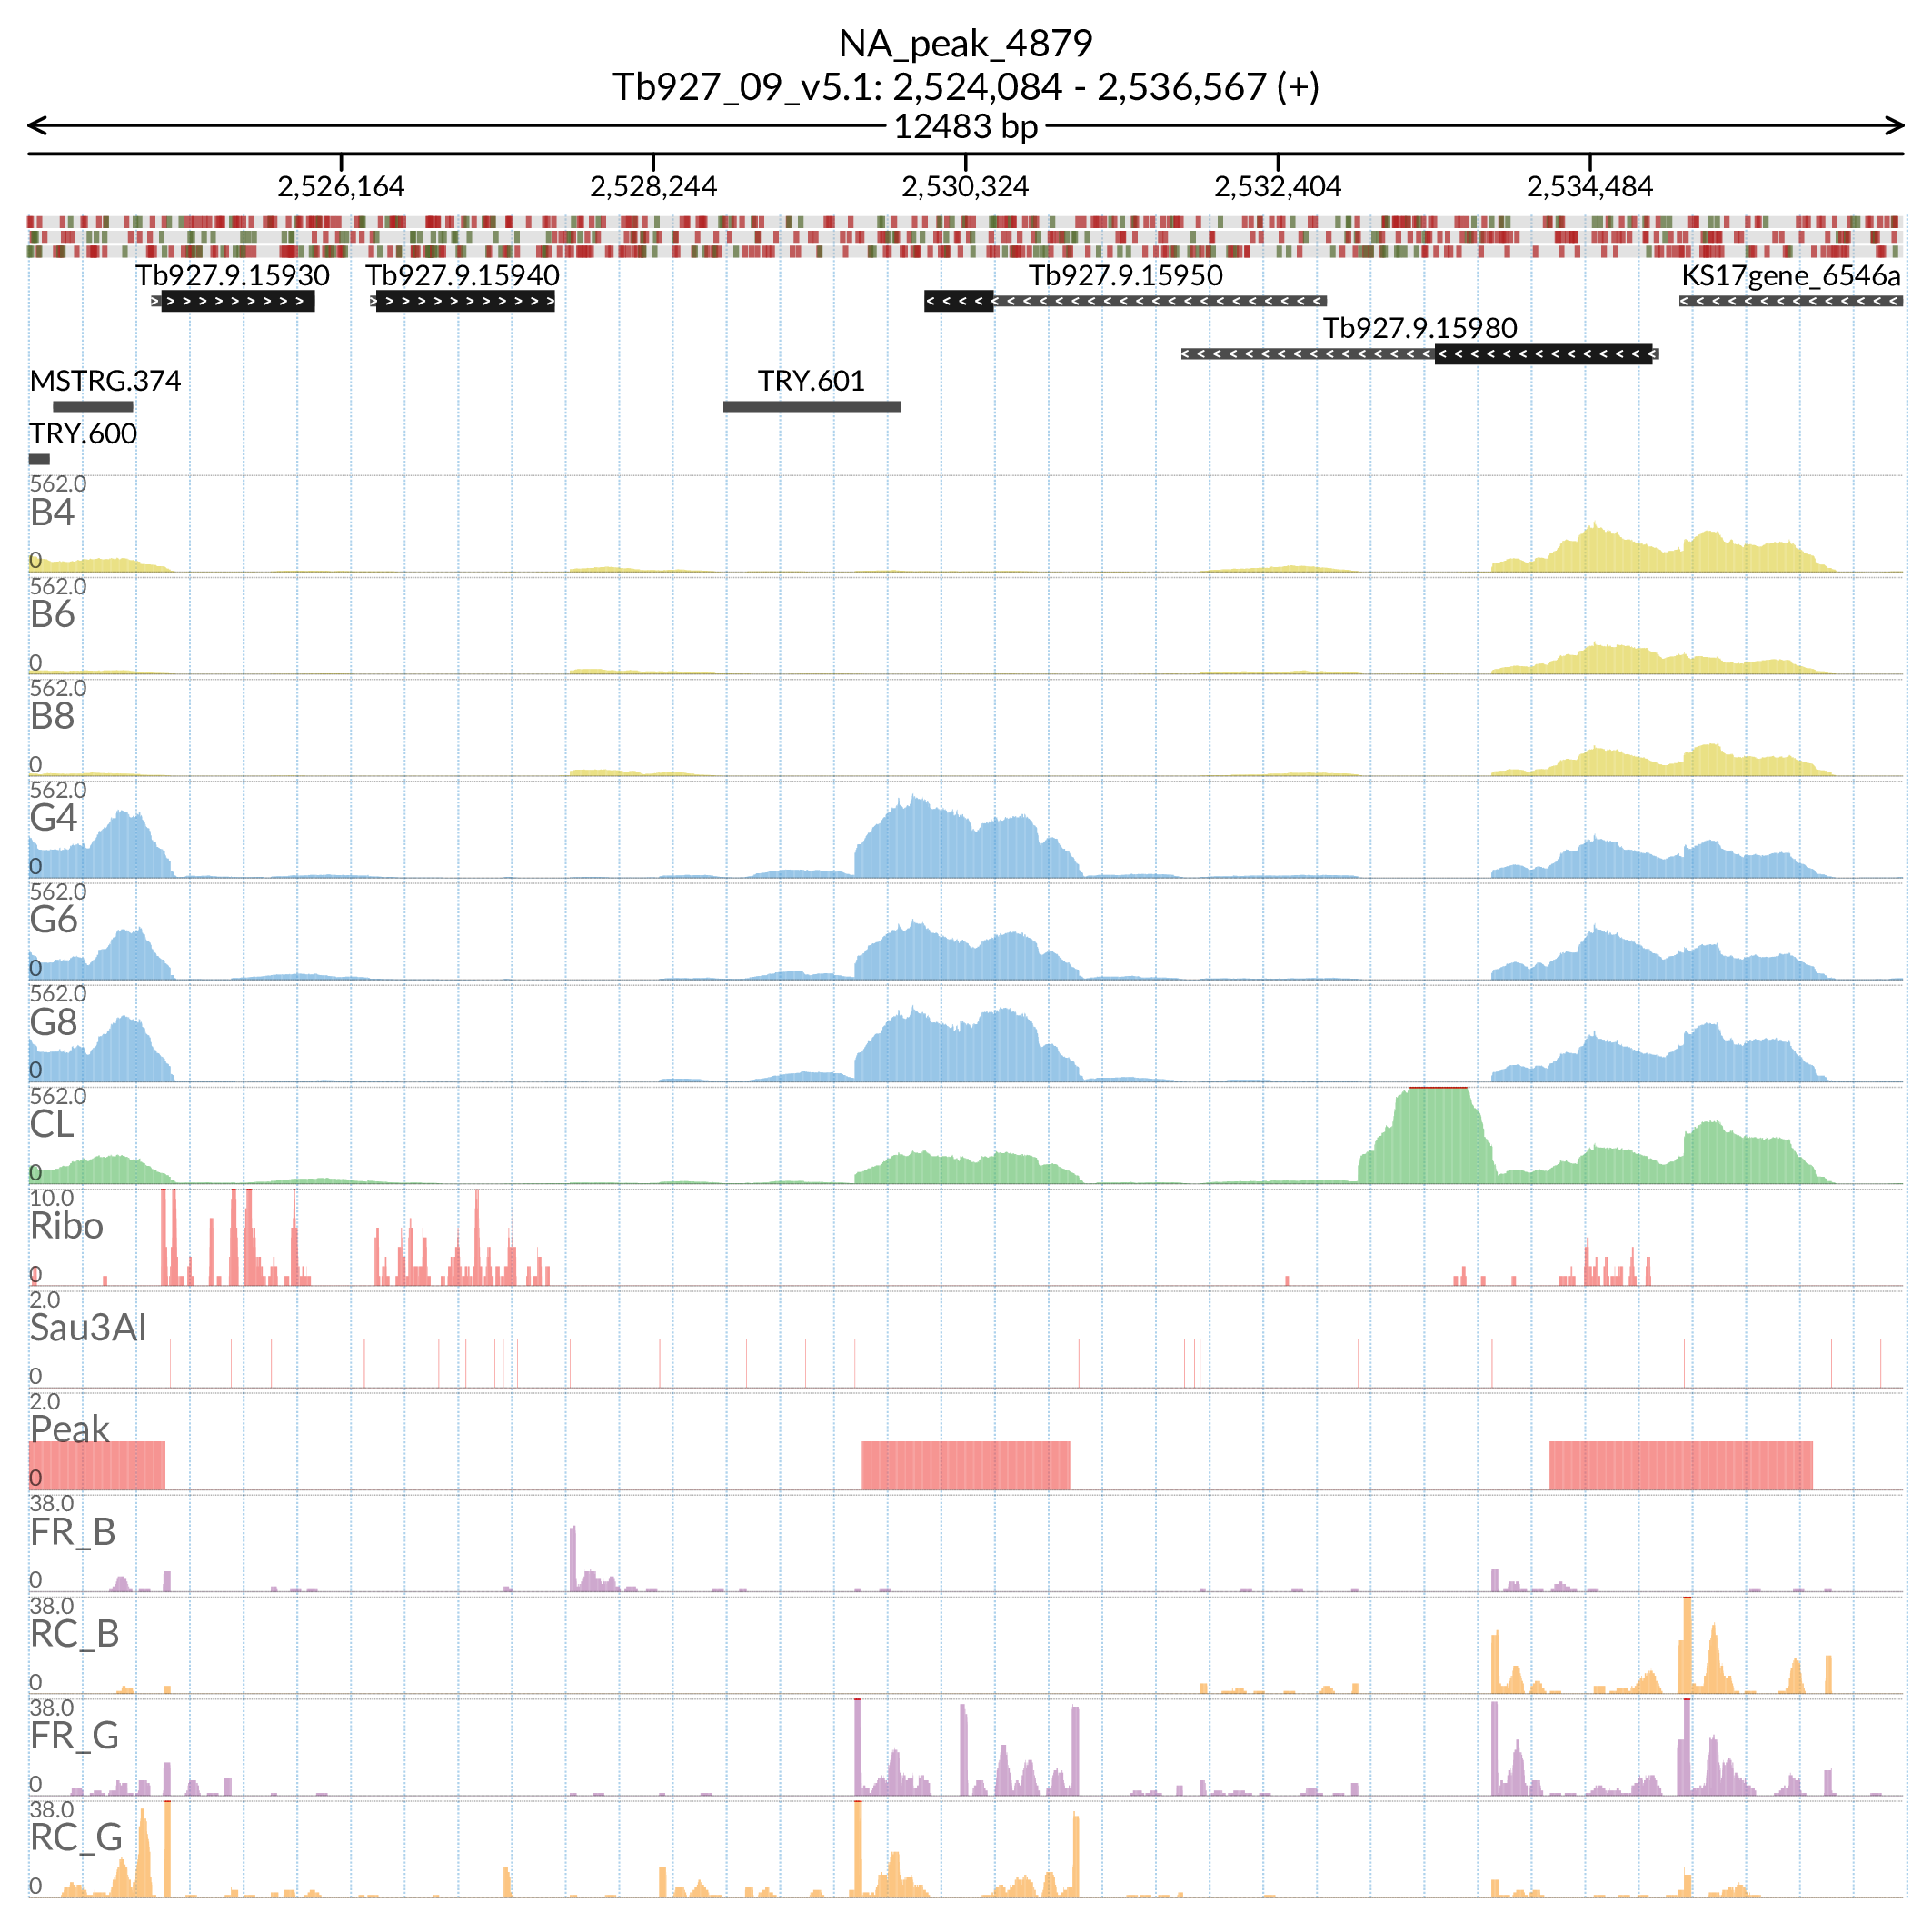 NA_peak_4879
Tb927_09_v5.1: 2,524,084 - 2,536,567 (+)
12483 bp
2,526,164 2,528,244 2,530,324 2,532,404 2,534,484
Tb927.9.15930 Tb927.9.15940 Tb927.9.15950 KS17gene_6546a
Tb927.9.15980
MSTRG.374 TRY.601
TRY.600
562.0
B4
0
562.0
B6
0
562.0
B8
0
562.0
G4
0
562.0
G6
0
562.0
G8
0
562.0
CL
0
10.0
Ribo
0
2.0
Sau3AI
0
2.0
Peak
0
38.0
FR_B
0
38.0
RC_B
0
38.0
FR_G
0
38.0
RC_G
0